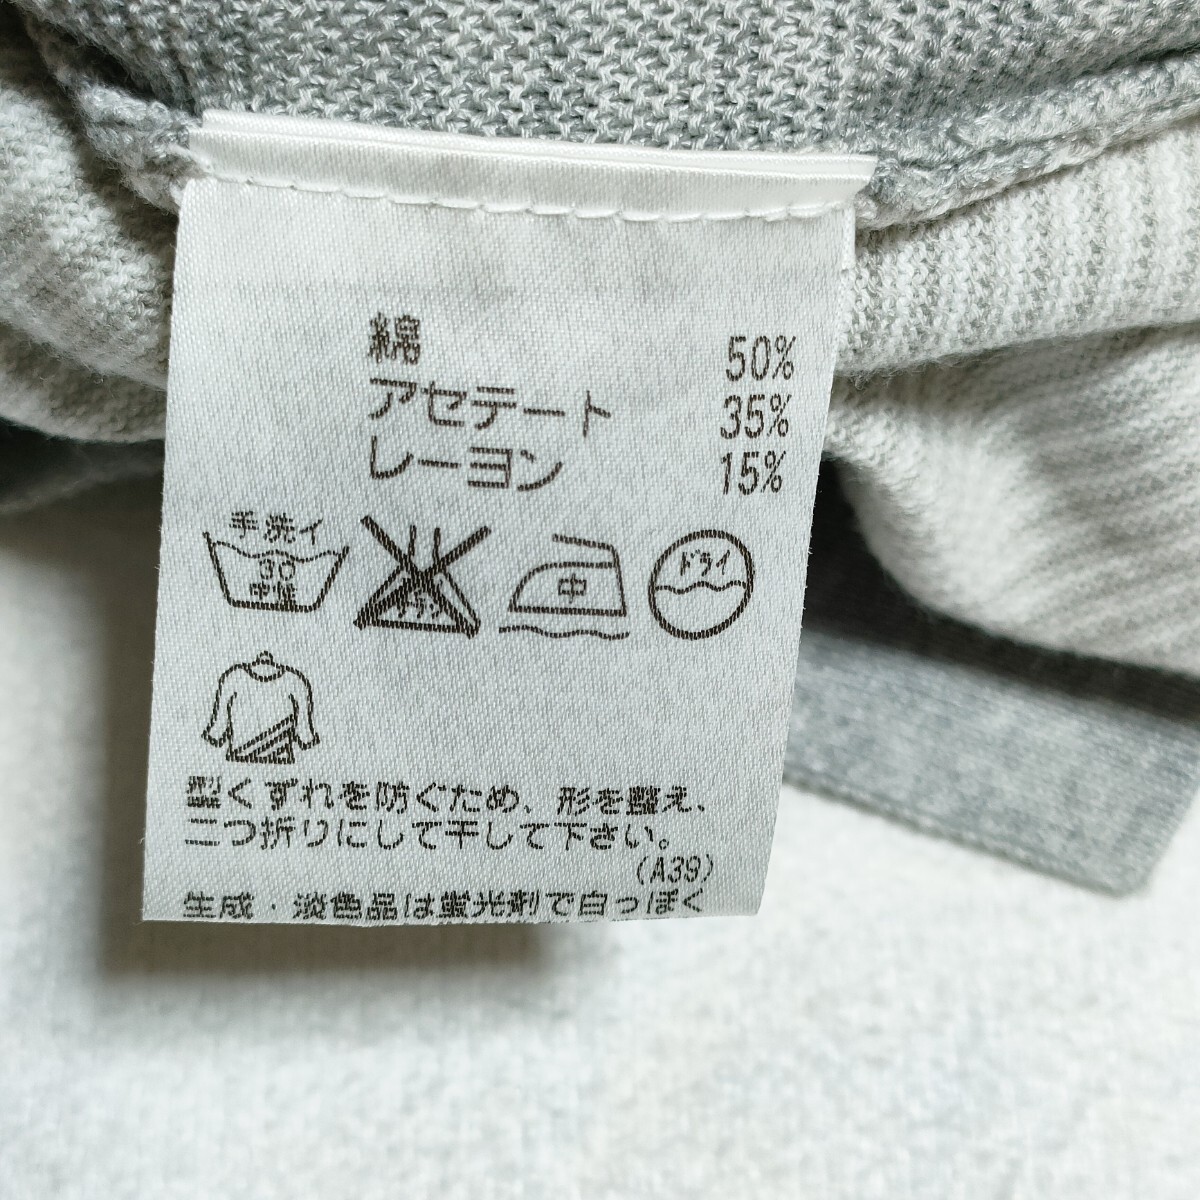 綿 50%
アセテート 35%
レーヨン 15%
手洗イ
30
中性
中
ドライ
型くずれを防ぐため、形を整え、
二つ折りにして干して下さい。
(A39)
生成・淡色品は蛍光剤で白っぽく